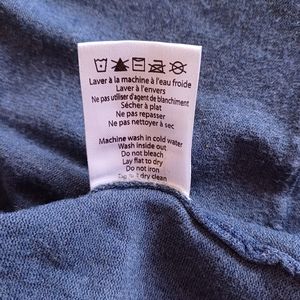 Laver à la machine à l'eau froide
Laver à l'envers
Ne pas utiliser d'agent de blanchiment
Sécher à plat
Ne pas repasser
Ne pas nettoyer à sec
Machine wash in cold water
Wash inside out
Do not bleach
Lay flat to dry
Do not iron
dry clean